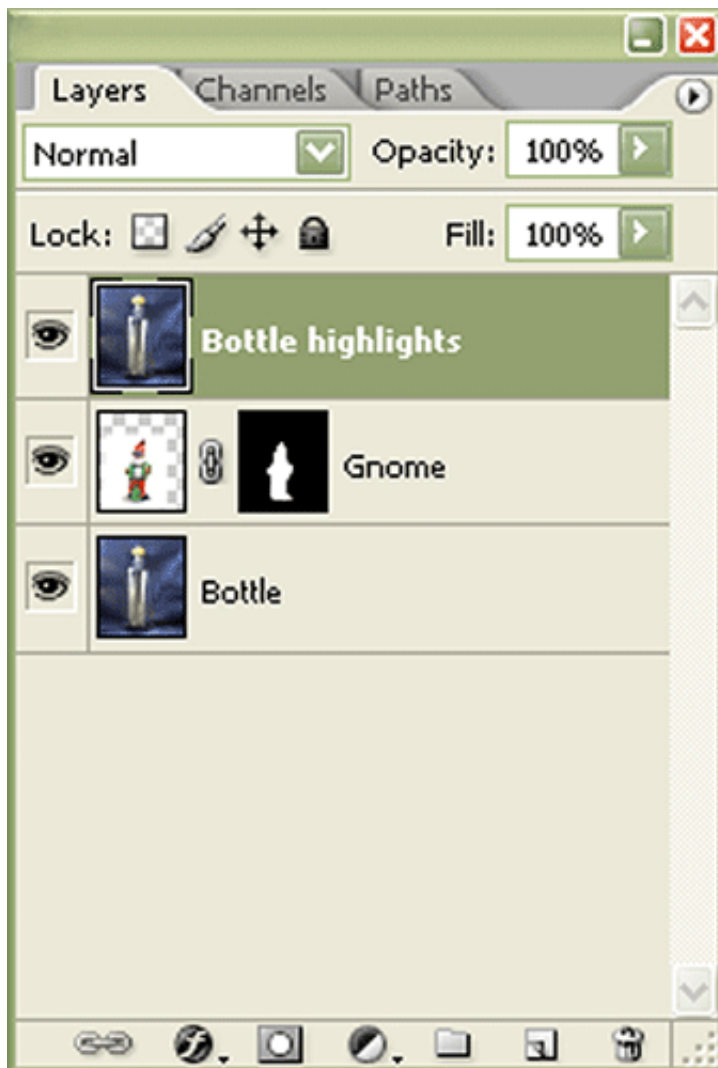 Layers Channels Paths
Normal Opacity: 100%
Lock: Fill: 100%
Bottle highlights
Gnome
Bottle